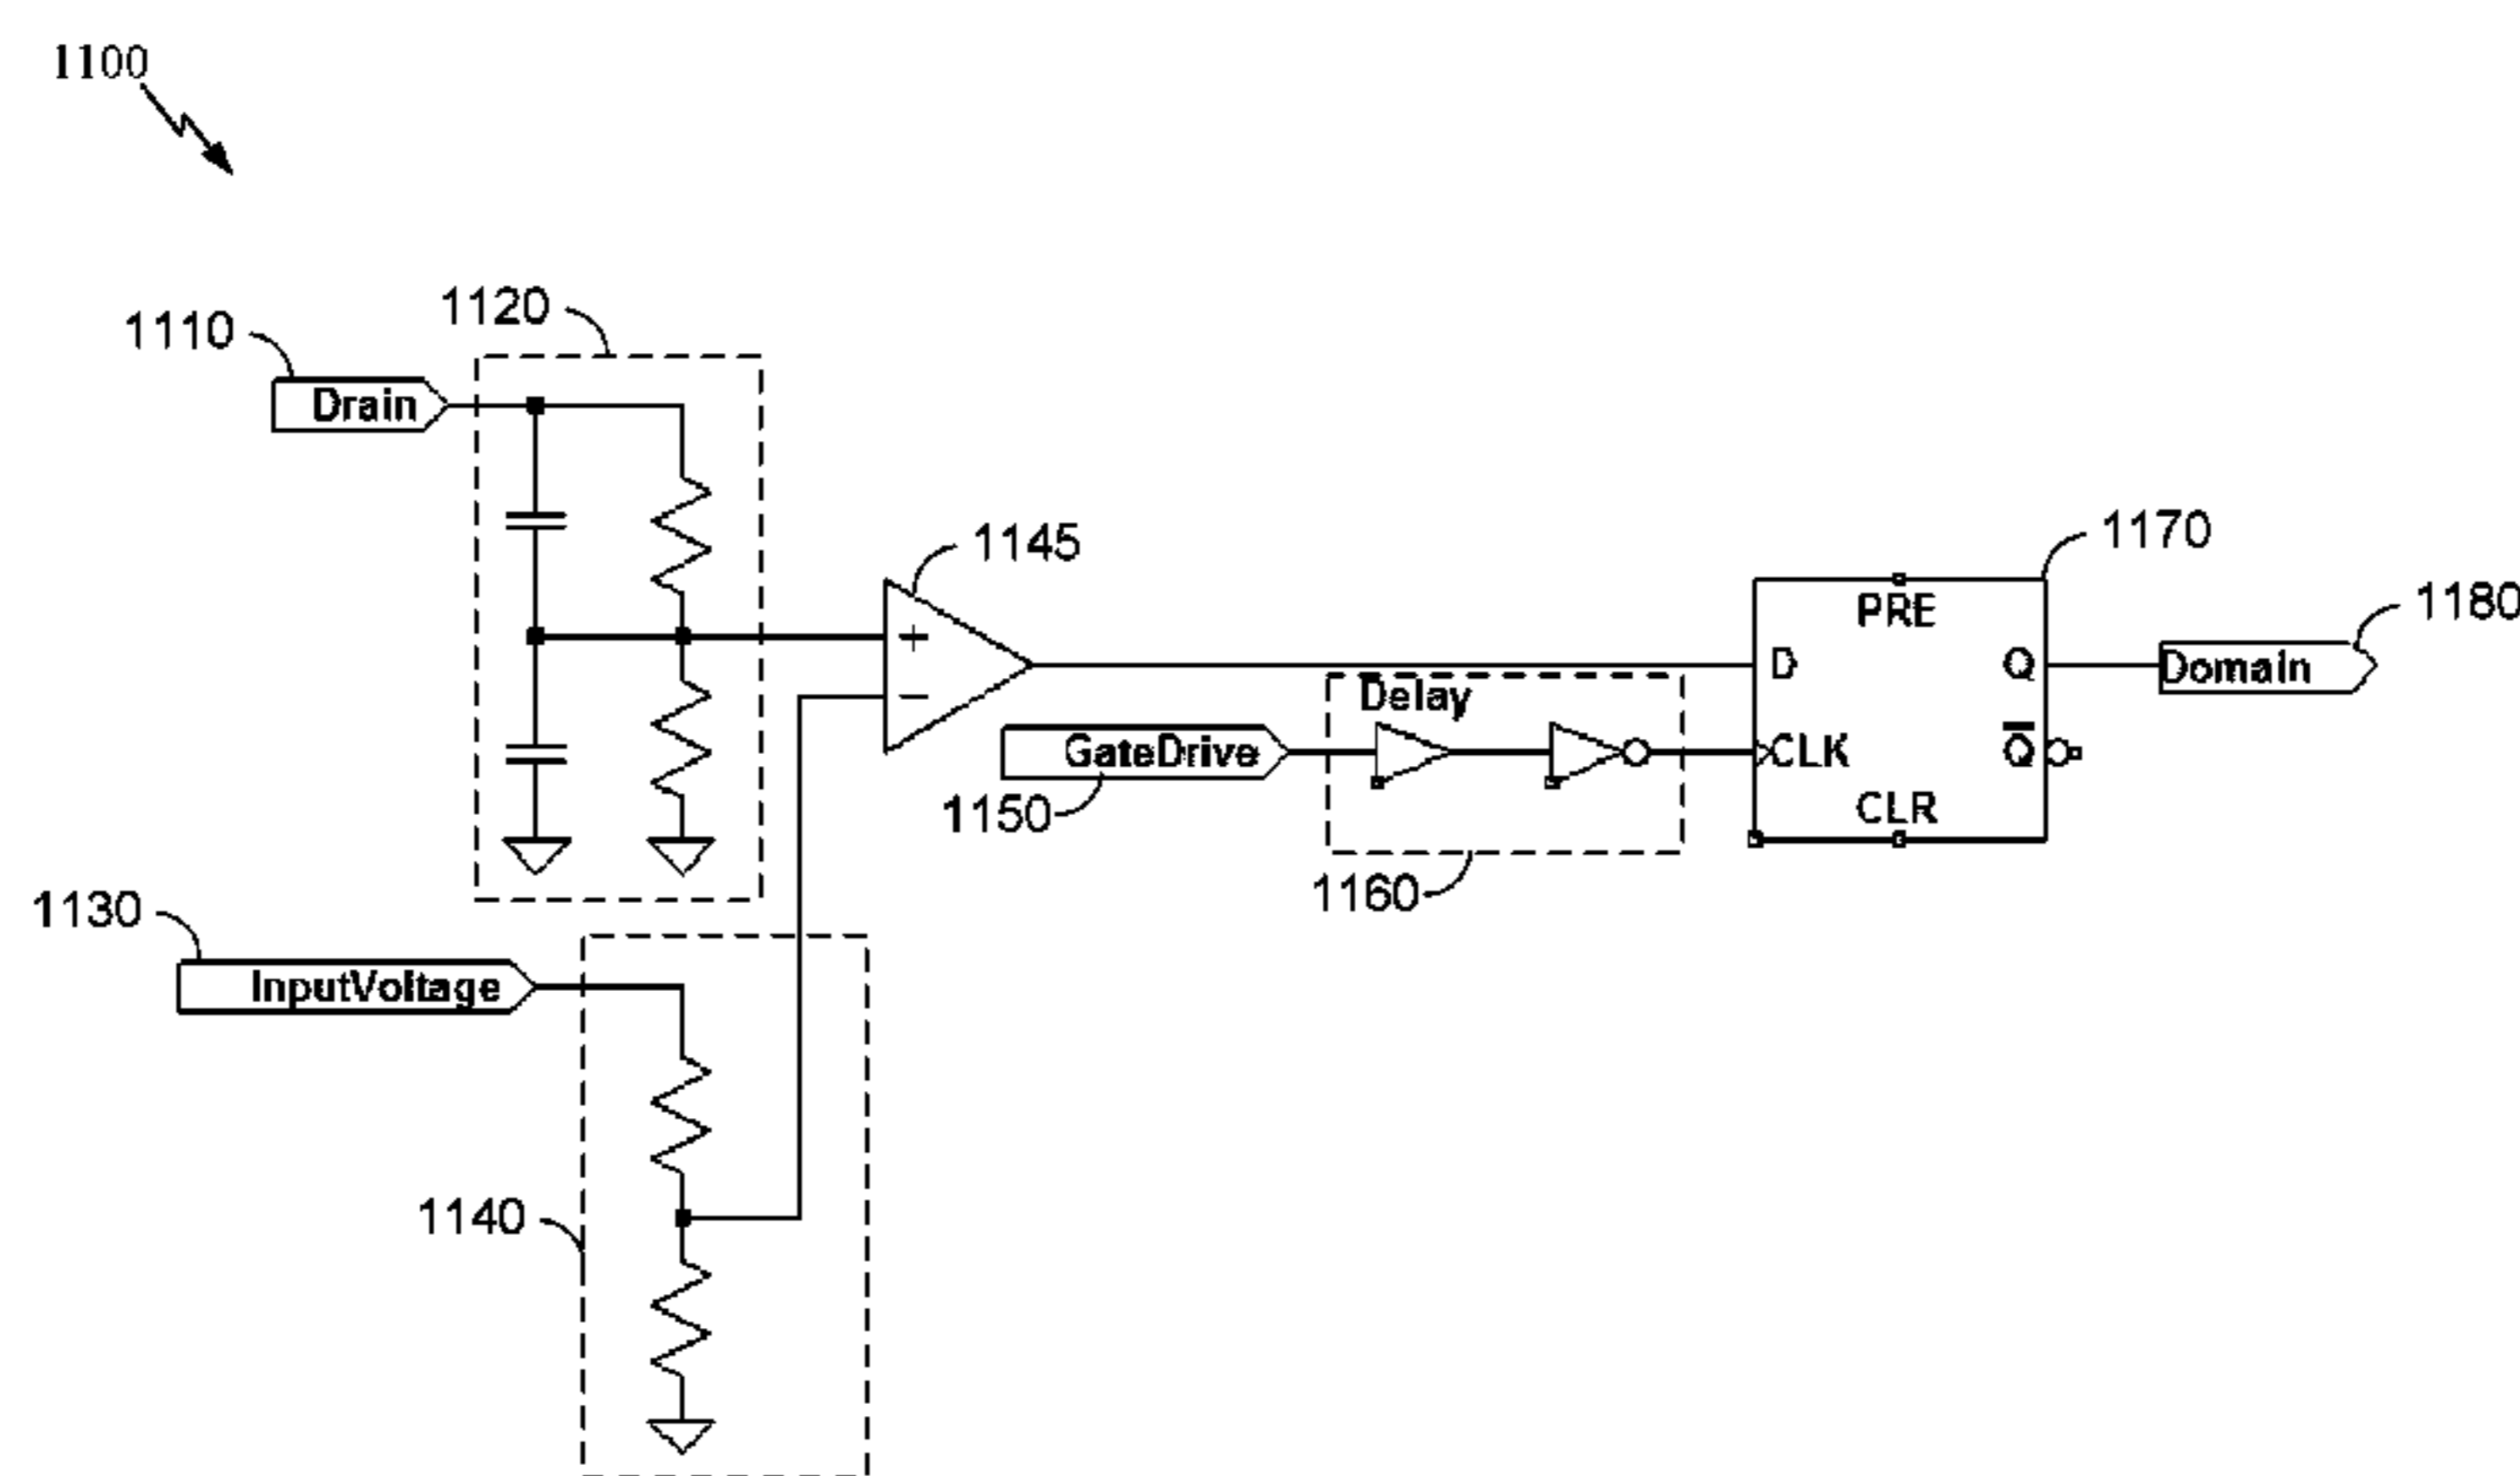 1100
1120
1110
Drain
1145
1170
1180
+
−
PRE
D
Q
Domain
Delay
GateDrive
CLK
Q̅
1150
CLR
1160
1130
InputVoltage
1140